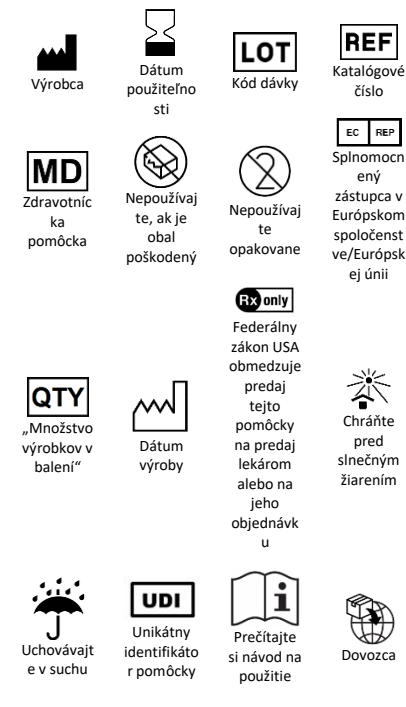 Výrobca
Dátum
použiteľno
sti
LOT
Kód dávky
REF
Katalógové
číslo
MD
Zdravotníc
ka
pomôcka
Nepoužívaj
te, ak je
obal
poškodený
2
Nepoužívaj
te
opakovane
EC REP
Splnomocn
ený
zástupca v
Európskom
spoločenst
ve/Európsk
ej únii
QTY
„Množstvo
výrobkov v
balení“
Dátum
výroby
Rx only
Federálny
zákon USA
obmedzuje
predaj
tejto
pomôcky
na predaj
lekárom
alebo na
jeho
objednávk
u
Chráňte
pred
slnečným
žiarením
Uchovávajt
e v suchu
UDI
Unikátny
identifikáto
r pomôcky
i
Prečítajte
si návod na
použitie
Dovozca